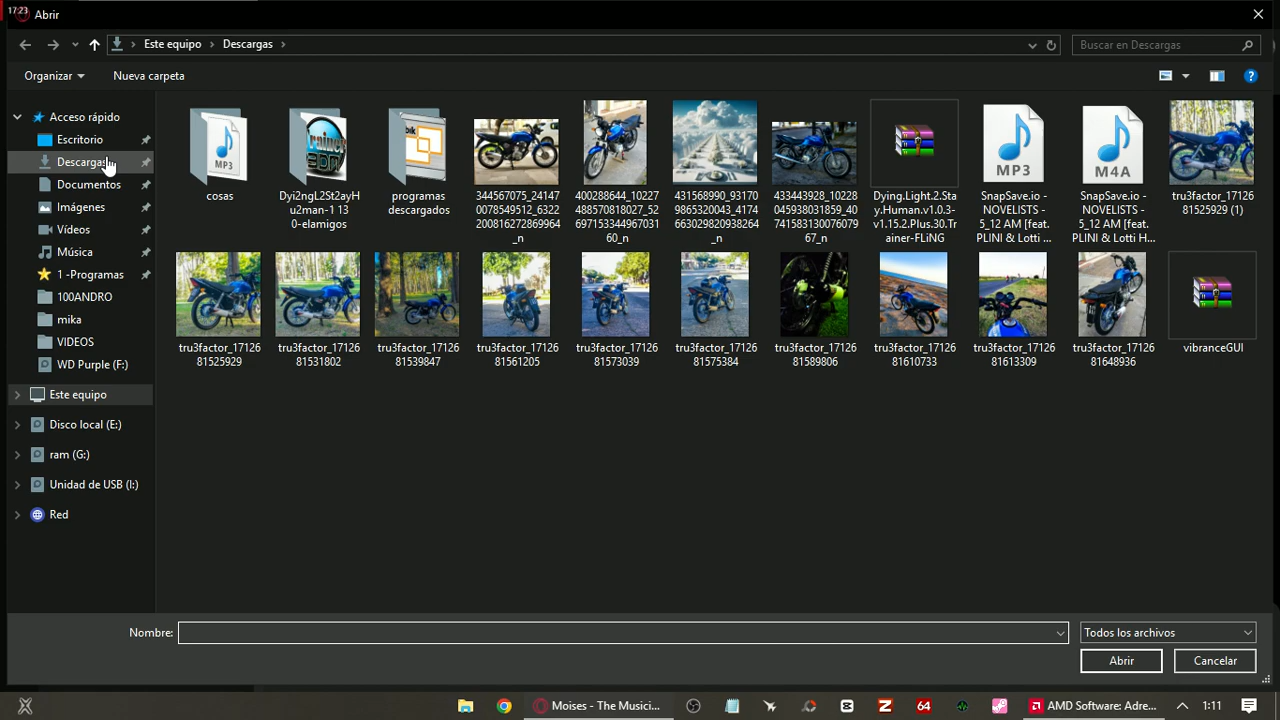 17:23
Abrir
Este equipo > Descargas >
Buscar en Descargas
Organizar
Nueva carpeta
Acceso rápido
Escritorio
Descargas
Documentos
Imágenes
Vídeos
Música
1 -Programas
100ANDRO
mika
VIDEOS
WD Purple (F:)
Este equipo
Disco local (E:)
ram (G:)
Unidad de USB (I:)
Red
MP3
cosas
Dyi2ngL2St2ayH
u2man-1 13
0-elamigos
programas
descargados
344567075_24147
0078549512_6322
200816272869964
_n
400288644_10227
488570818027_52
697153344967031
60_n
431568990_93170
9865320043_4174
663029820938264
_n
433443928_10228
045938031859_40
741583130076079
67_n
Dying.Light.2.Sta
y.Human.v1.0.3-
v1.15.2.Plus.30.Tr
ainer-FLiNG
MP3
SnapSave.io -
NOVELISTS -
5_12 AM [feat.
PLINI & Lotti ...
M4A
SnapSave.io -
NOVELISTS -
5_12 AM [feat.
PLINI & Lotti H...
tru3factor_17126
81525929 (1)
tru3factor_17126
81525929
tru3factor_17126
81531802
tru3factor_17126
81539847
tru3factor_17126
81561205
tru3factor_17126
81573039
tru3factor_17126
81575384
tru3factor_17126
81589806
tru3factor_17126
81610733
tru3factor_17126
81613309
tru3factor_17126
81648936
vibranceGUI
Nombre:
Todos los archivos
Abrir
Cancelar
Moises - The Musici...
64
AMD Software: Adre...
1:11